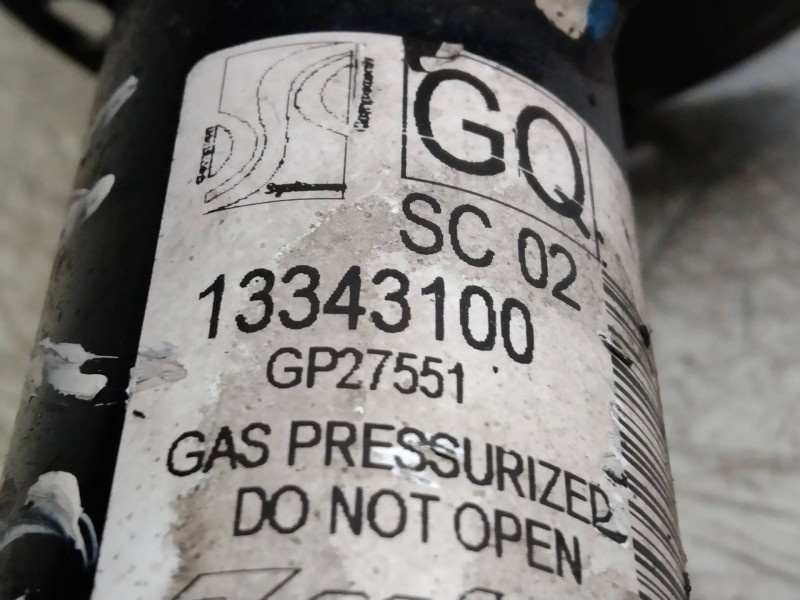 GQ
SC 02
13343100
GP27551
GAS PRESSURIZED
DO NOT OPEN